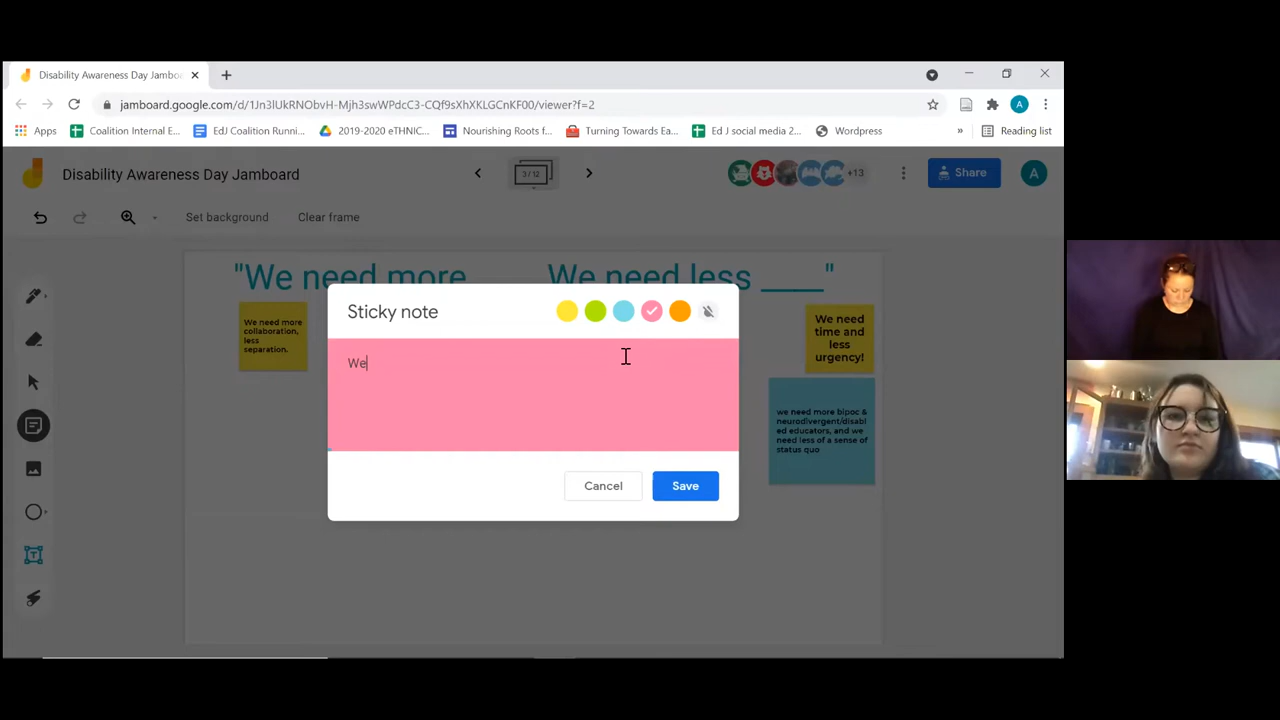 Disability Awareness Day Jambo
jamboard.google.com/d/1Jn3lUkRNObvH-Mjh3swWPdcC3-CQf9sXhXKLGCnKF00/viewer?f=2
A
Apps
Coalition Internal E...
EdJ Coalition Runni...
2019-2020 eTHNIC...
Nourishing Roots f...
Turning Towards Ea...
Ed J social media 2...
Wordpress
»
Reading list
Disability Awareness Day Jamboard
3 / 12
+13
Share
A
Set background
Clear frame
"We need more
We need less ____"
We need more
collaboration,
less
separation.
Sticky note
We
Cancel
Save
We need
time and
less
urgency!
we need more bipoc &
neurodivergent/disabl
ed educators, and we
need less of a sense of
status quo